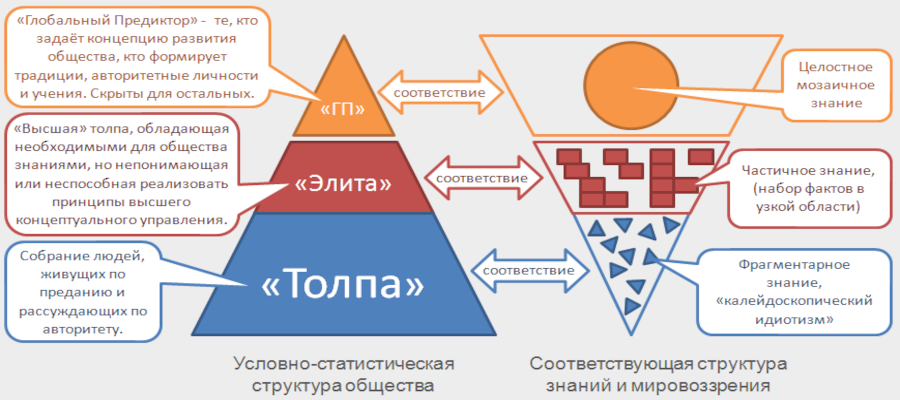 «Глобальный Предиктор» - те, кто
задаёт концепцию развития
общества, кто формирует
традиции, авторитетные личности
и учения. Скрыты для остальных.
«ГП»
соответствие
Целостное
мозаичное
знание
«Высшая» толпа, обладающая
необходимыми для общества
знаниями, но непонимающая
или неспособная реализовать
принципы высшего
концептуального управления.
«Элита»
соответствие
Частичное знание,
(набор фактов в
узкой области)
Собрание людей,
живущих по
преданию и
рассуждающих по
авторитету.
«Толпа»
соответствие
Фрагментарное
знание,
«калейдоскопический
идиотизм»
Условно-статистическая
структура общества
Соответствующая структура
знаний и мировоззрения